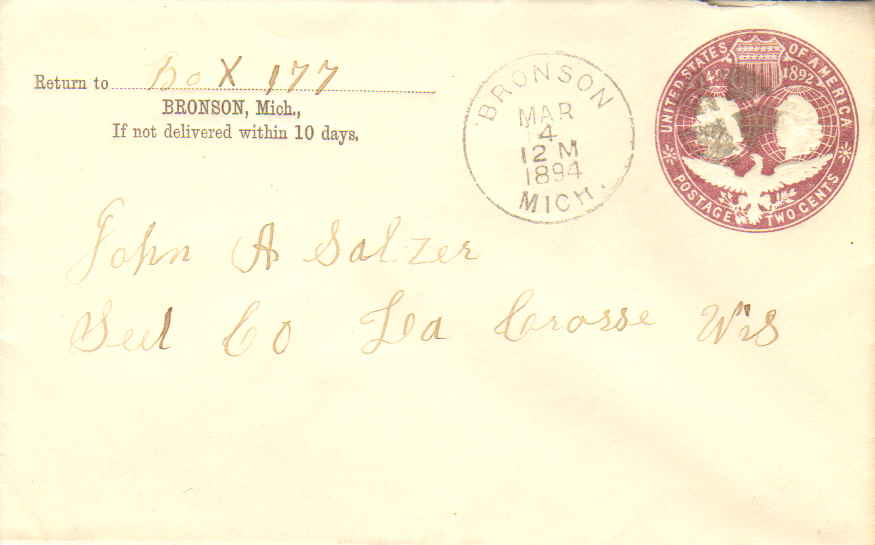 Return to Box 177
BRONSON, Mich.,
If not delivered within 10 days.
BRONSON
MAR
4
12 M
1894
MICH.
UNITED STATES OF AMERICA
1492 1892
POSTAGE TWO CENTS
John A Salzer
Seed Co La Crosse Wis